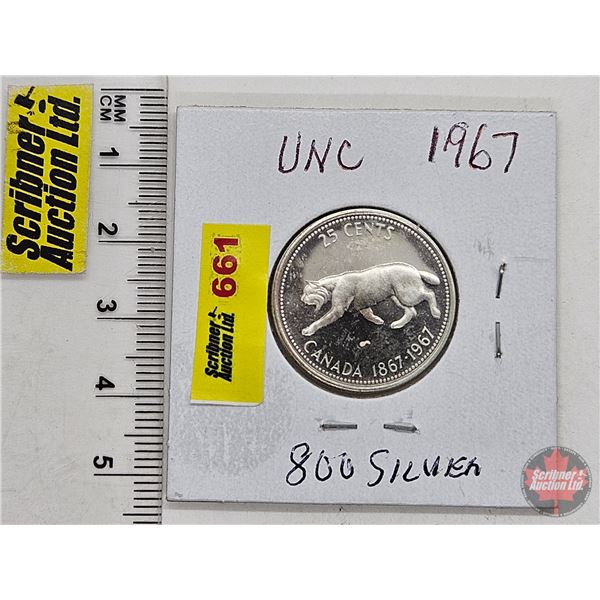 Scribner
Auction Ltd.
MM
CM
1
2
3
4
5
UNC 1967
661
Scribner
Auction Ltd.
25 CENTS
CANADA 1867-1967
800 SILVER
Scribner
Auction Ltd.